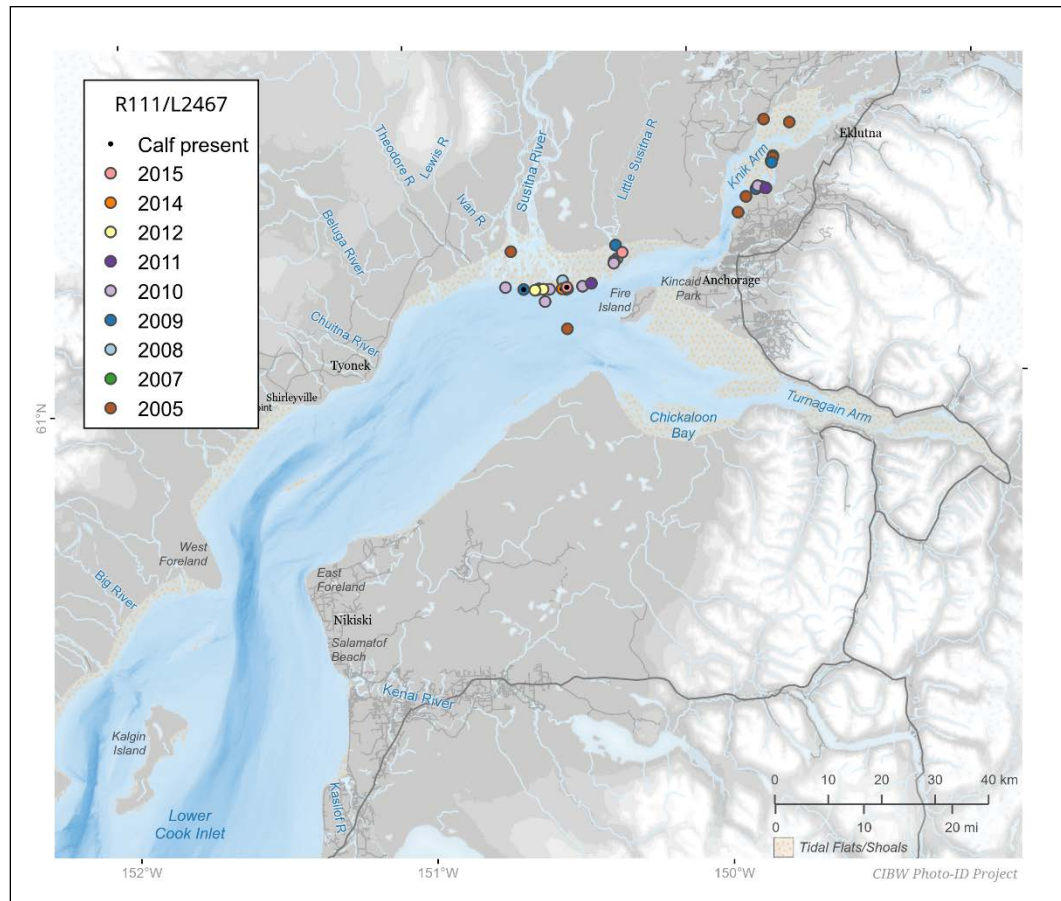 R111/L2467
Calf present
2015
2014
2012
2011
2010
2009
2008
2007
2005
Theodore R
Lewis R
Ivan R
Susitna River
Little Susitna R
Knik Arm
Eklutna
Beluga River
Chuitna River
Fire
Island
Kincaid
Park
Anchorage
Tyonek
Shirleyville
oint
61°N
Chickaloon
Bay
Turnagain Arm
West
Foreland
East
Foreland
Big River
Nikiski
Salamatof
Beach
Kenai River
Kalgin
Island
Kasilof R
Lower
Cook Inlet
0 10 20 30 40 km
0 10 20 mi
Tidal Flats/Shoals
152°W
151°W
150°W
CIBW Photo-ID Project